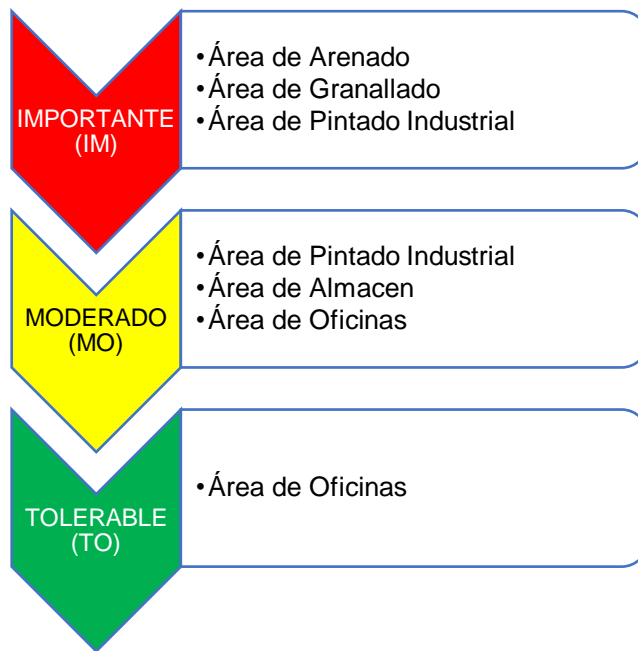 IMPORTANTE
(IM)
•Área de Arenado
•Área de Granallado
•Área de Pintado Industrial
MODERADO
(MO)
•Área de Pintado Industrial
•Área de Almacen
•Área de Oficinas
TOLERABLE
(TO)
•Área de Oficinas